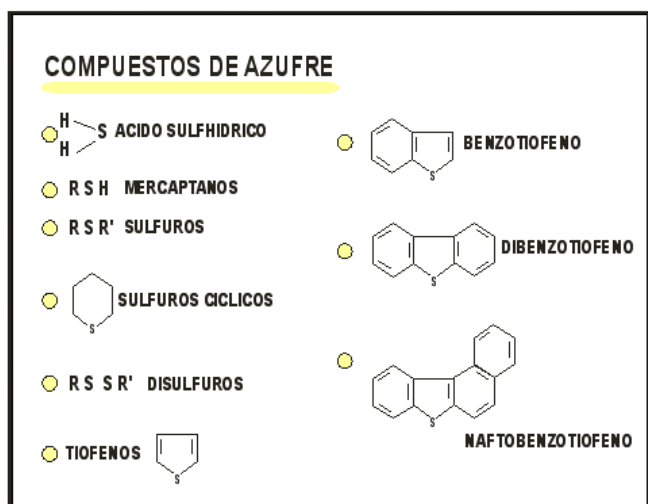 COMPUESTOS DE AZUFRE
H
H
S ACIDO SULFHIDRICO
R S H MERCAPTANOS
R S R' SULFUROS
S
SULFUROS CICLICOS
R S S R' DISULFUROS
TIOFENOS
S
BENZOTIOFENO
S
DIBENZOTIOFENO
S
NAFTOBENZOTIOFENO
S